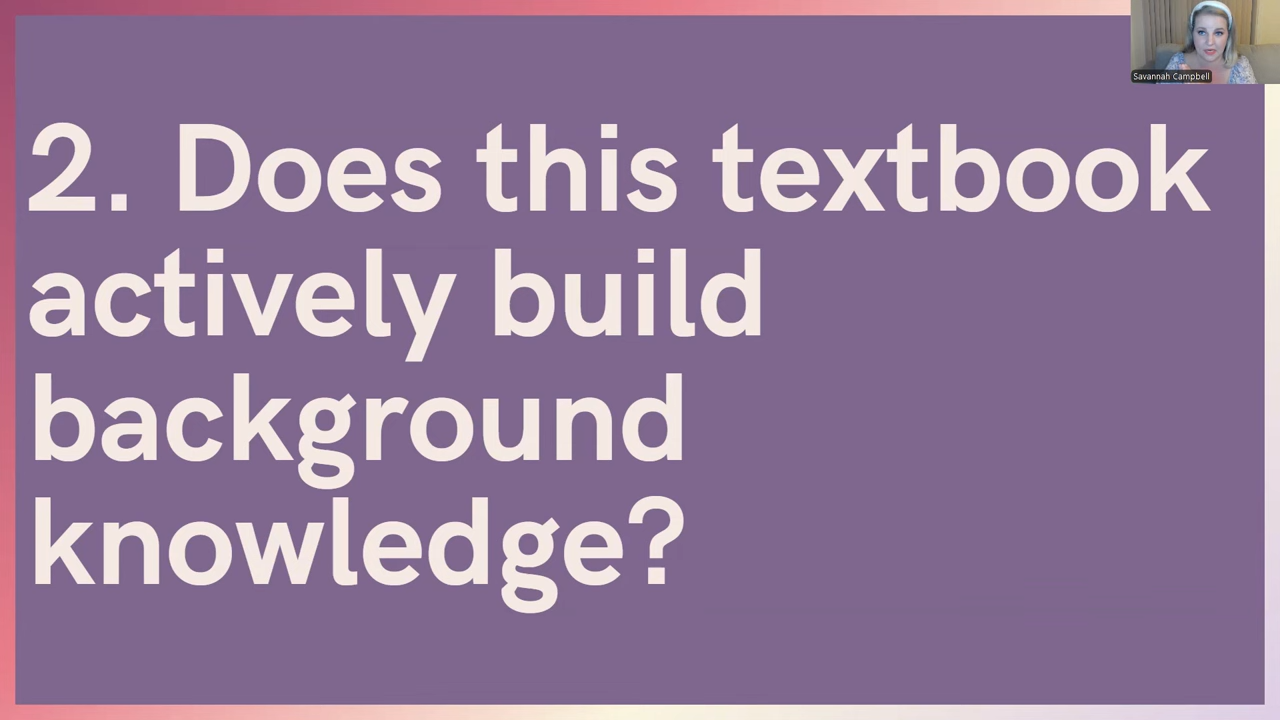 Savannah Campbell
2. Does this textbook
actively build
background
knowledge?